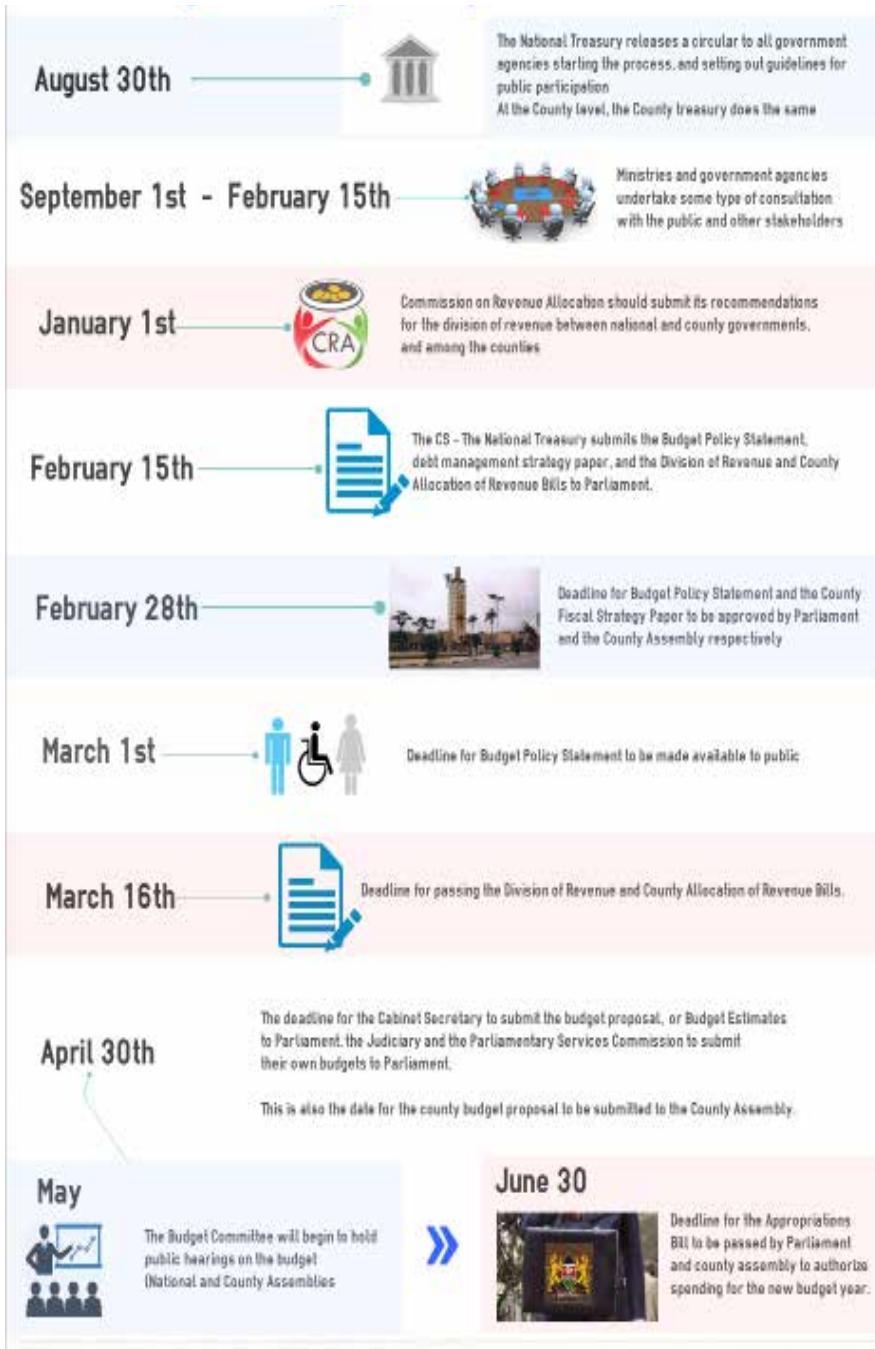 August 30th
The National Treasury releases a circular to all government
agencies starting the process, and setting out guidelines for
public participation
At the County level, the County treasury does the same
September 1st - February 15th
Ministries and government agencies
undertake some type of consultation
with the public and other stakeholders
January 1st
CRA
Commission on Revenue Allocation should submit its recommendations
for the division of revenue between national and county governments,
and among the counties
February 15th
The CS - The National Treasury submits the Budget Policy Statement,
debt management strategy paper, and the Division of Revenue and County
Allocation of Revenue Bills to Parliament.
February 28th
Deadline for Budget Policy Statement and the County
Fiscal Strategy Paper to be approved by Parliament
and the County Assembly respectively
March 1st
Deadline for Budget Policy Statement to be made available to public
March 16th
Deadline for passing the Division of Revenue and County Allocation of Revenue Bills.
April 30th
The deadline for the Cabinet Secretary to submit the budget proposal, or Budget Estimates
to Parliament, the Judiciary and the Parliamentary Services Commission to submit
their own budgets to Parliament.
This is also the date for the county budget proposal to be submitted to the County Assembly.
May
The Budget Committee will begin to hold
public hearings on the budget
(National and County Assemblies
June 30
Deadline for the Appropriations
Bill to be passed by Parliament
and county assembly to authorize
spending for the new budget year.